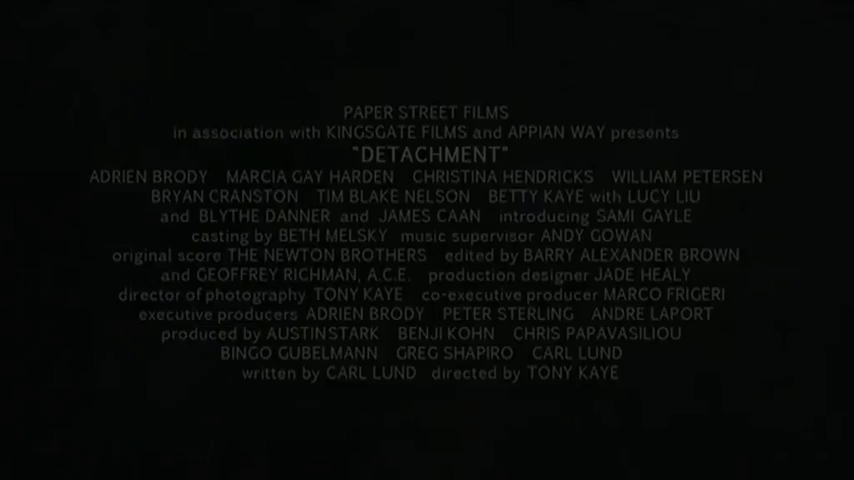 PAPER STREET FILMS
in association with KINGSGATE FILMS and APPIAN WAY presents
"DETACHMENT"
ADRIEN BRODY MARCIA GAY HARDEN CHRISTINA HENDRICKS WILLIAM PETERSEN
BRYAN CRANSTON TIM BLAKE NELSON BETTY KAYE with LUCY LIU
and BLYTHE DANNER and JAMES CAAN introducing SAMI GAYLE
casting by BETH MELSKY music supervisor ANDY GOWAN
original score THE NEWTON BROTHERS edited by BARRY ALEXANDER BROWN
and GEOFFREY RICHMAN, A.C.E. production designer JADE HEALY
director of photography TONY KAYE co-executive producer MARCO FRIGERI
executive producers ADRIEN BRODY PETER STERLING ANDRE LAPORT
produced by AUSTIN STARK BENJI KOHN CHRIS PAPAVASILIOU
BINGO GUBELMANN GREG SHAPIRO CARL LUND
written by CARL LUND directed by TONY KAYE